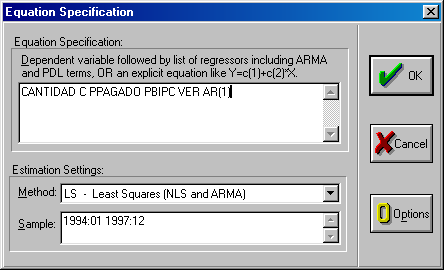 Equation Specification
Equation Specification:
Dependent variable followed by list of regressors including ARMA
and PDL terms, OR an explicit equation like Y=c(1)+c(2)*X.
CANTIDAD C PPAGADO PBIPC VER AR(1)
OK
Cancel
Estimation Settings:
Method: LS - Least Squares (NLS and ARMA)
Sample: 1994:01 1997:12
Options